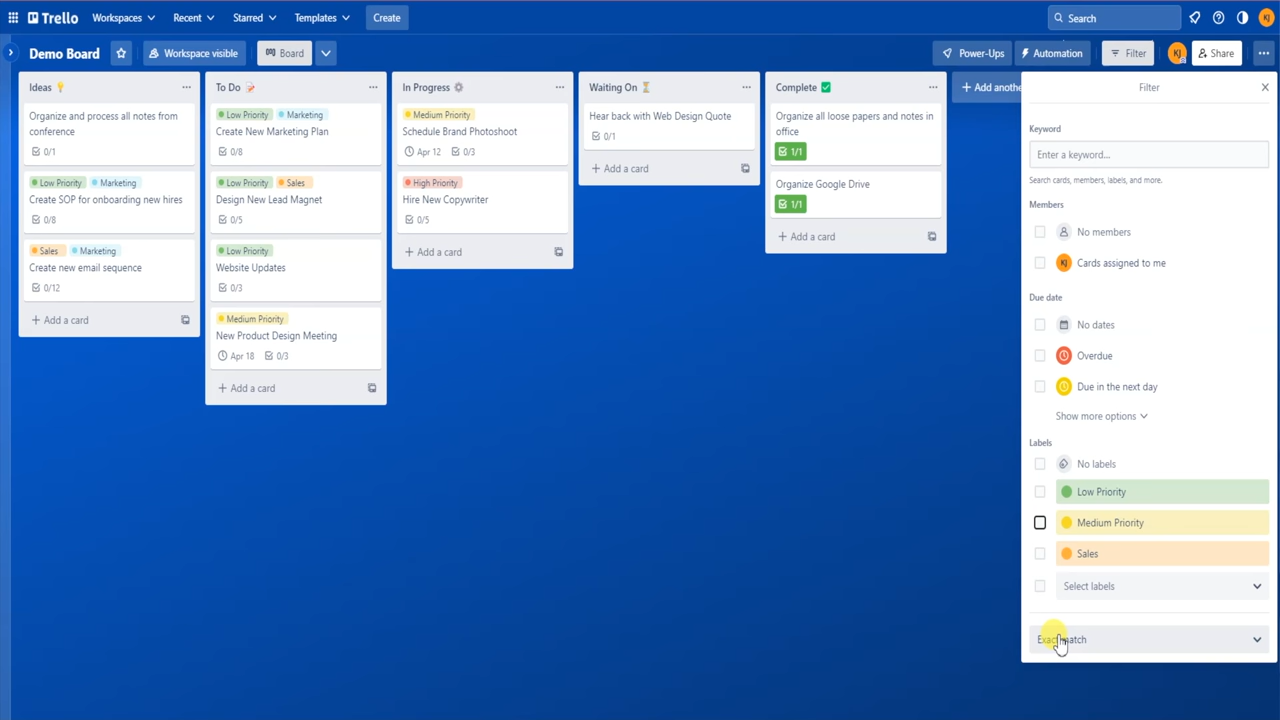 Trello Workspaces Recent Starred Templates Create Search KJ
Demo Board Workspace visible Board Power-Ups Automation Filter KJ Share
Ideas
Organize and process all notes from
conference
0/1
Low Priority Marketing
Create SOP for onboarding new hires
0/8
Sales Marketing
Create new email sequence
0/12
+ Add a card
To Do
Low Priority Marketing
Create New Marketing Plan
0/8
Low Priority Sales
Design New Lead Magnet
0/5
Low Priority
Website Updates
0/3
Medium Priority
New Product Design Meeting
Apr 18 0/3
+ Add a card
In Progress
Medium Priority
Schedule Brand Photoshoot
Apr 12 0/3
High Priority
Hire New Copywriter
0/5
+ Add a card
Waiting On
Hear back with Web Design Quote
0/1
+ Add a card
Complete
Organize all loose papers and notes in
office
1/1
Organize Google Drive
1/1
+ Add a card
+ Add anothe
Filter
Keyword
Enter a keyword...
Search cards, members, labels, and more.
Members
No members
KJ Cards assigned to me
Due date
No dates
Overdue
Due in the next day
Show more options
Labels
No labels
Low Priority
Medium Priority
Sales
Select labels
Exact match